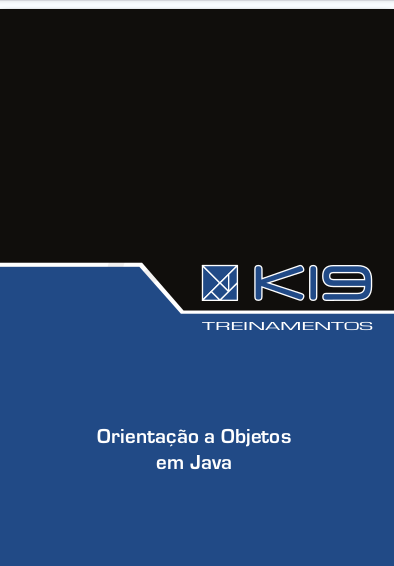 K19
TREINAMENTOS
Orientação a Objetos
em Java